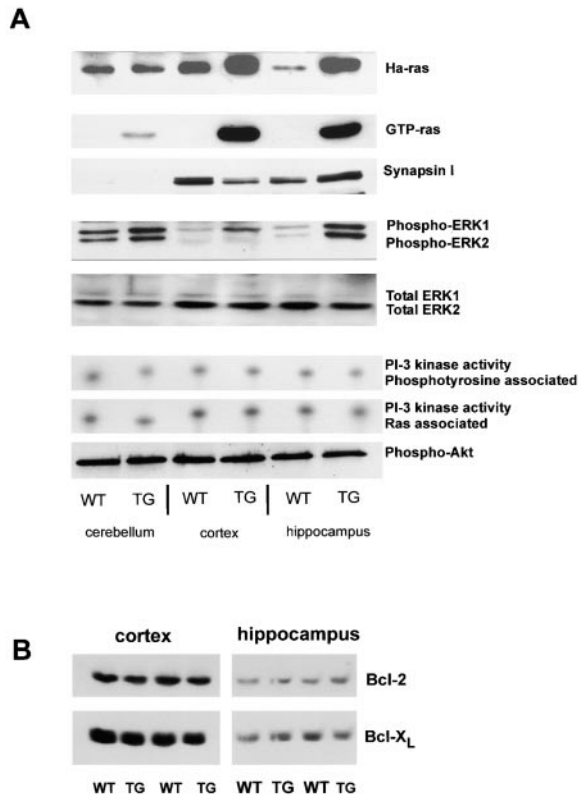 A
Ha-ras
GTP-ras
Synapsin I
Phospho-ERK1
Phospho-ERK2
Total ERK1
Total ERK2
PI-3 kinase activity
Phosphotyrosine associated
PI-3 kinase activity
Ras associated
Phospho-Akt
WT TG WT TG WT TG
cerebellum cortex hippocampus
cortex hippocampus
B
Bcl-2
Bcl-XL
WT TG WT TG WT TG WT TG